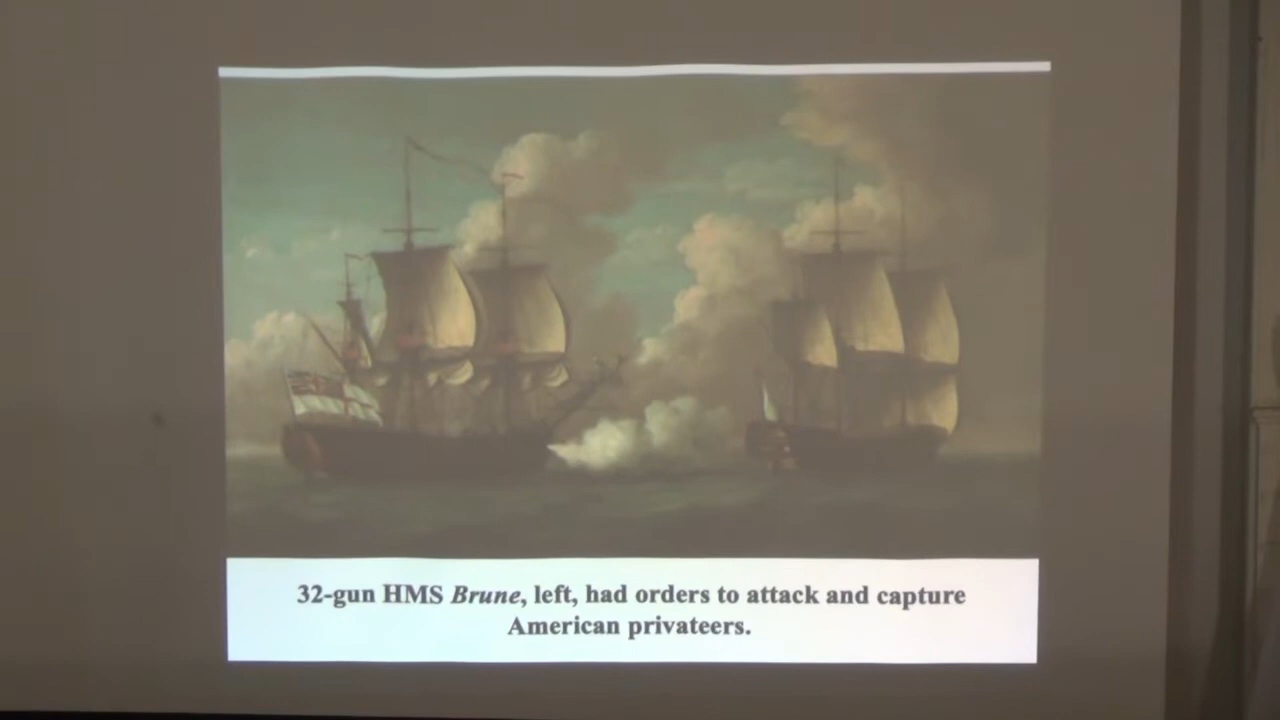 32-gun HMS Brune, left, had orders to attack and capture
American privateers.